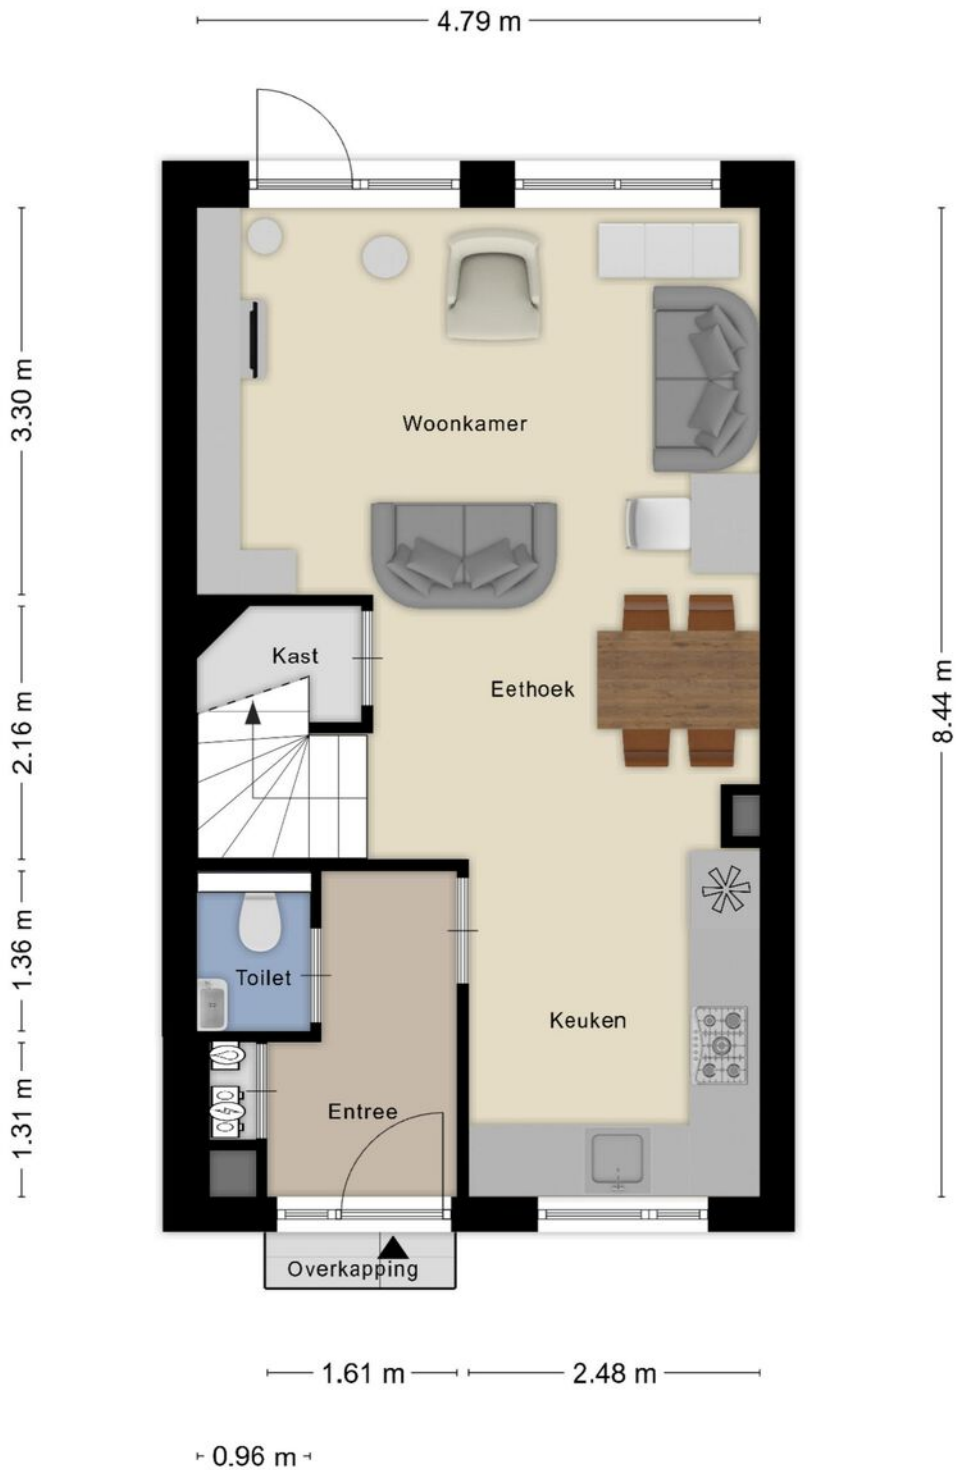 4.79 m
3.30 m
Woonkamer
Kast
Eethoek
2.16 m
8.44 m
1.36 m
Toilet
Keuken
1.31 m
Entree
Overkapping
1.61 m
2.48 m
0.96 m